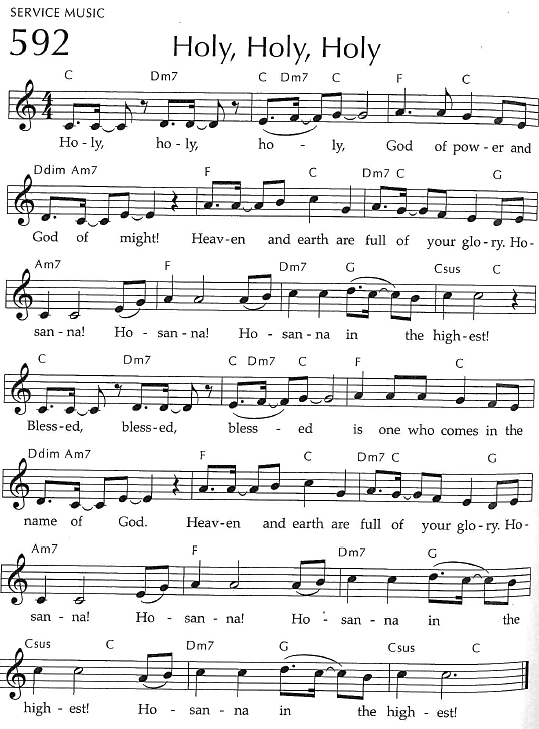 SERVICE MUSIC
592
Holy, Holy, Holy
C Dm7 C Dm7 C F C
Ho-ly, ho-ly, ho - ly, God of pow-er and
Ddim Am7 F C Dm7 C G
God of might! Heav-en and earth are full of your glo-ry. Ho-
Am7 F Dm7 G Csus C
san-na! Ho-san-na! Ho-san-na in the high-est!
C Dm7 C Dm7 C F C
Bless-ed, bless-ed, bless - ed is one who comes in the
Ddim Am7 F C Dm7 C G
name of God. Heav-en and earth are full of your glo-ry. Ho-
Am7 F Dm7 G
san-na! Ho-san-na! Ho-san-na in the
Csus C Dm7 G Csus C
high-est! Ho-san-na in the high-est!